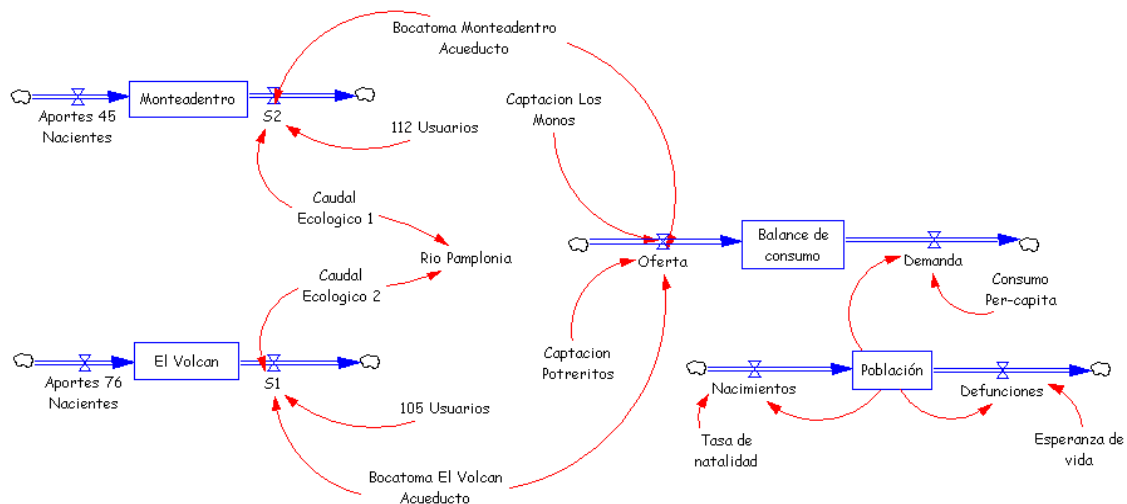 Bocatoma Monteadentro
Acueducto
Monteadentro
Aportes 45
Nacientes
S2
112 Usuarios
Captacion Los
Monos
Caudal
Ecologico 1
Rio Pamplonia
Caudal
Ecologico 2
Oferta
Balance de
consumo
Demanda
Consumo
Per-capita
El Volcan
Aportes 76
Nacientes
S1
105 Usuarios
Captacion
Potreritos
Bocatoma El Volcan
Acueducto
Nacimientos
Población
Defunciones
Tasa de
natalidad
Esperanza de
vida